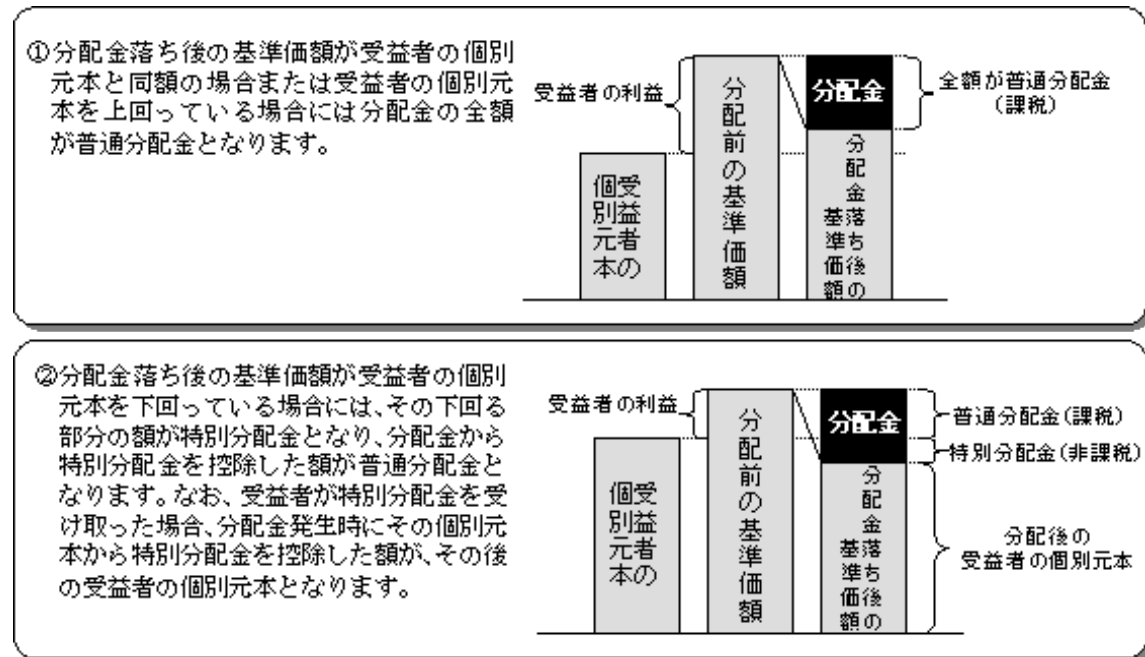 ①分配金落ち後の基準価額が受益者の個別
元本と同額の場合または受益者の個別元
本を上回っている場合には分配金の全額
が普通分配金となります。
受益者の利益
分配前の基準価額
分配金
全額が普通分配金
(課税)
受益者の
個別元本
分配金落ち後の
基準価額
②分配金落ち後の基準価額が受益者の個別
元本を下回っている場合には、その下回る
部分の額が特別分配金となり、分配金から
特別分配金を控除した額が普通分配金と
なります。なお、受益者が特別分配金を受
け取った場合、分配金発生時にその個別元
本から特別分配金を控除した額が、その後
の受益者の個別元本となります。
受益者の利益
分配前の基準価額
分配金
普通分配金(課税)
特別分配金(非課税)
受益者の
個別元本
分配金落ち後の
基準価額
分配後の
受益者の個別元本